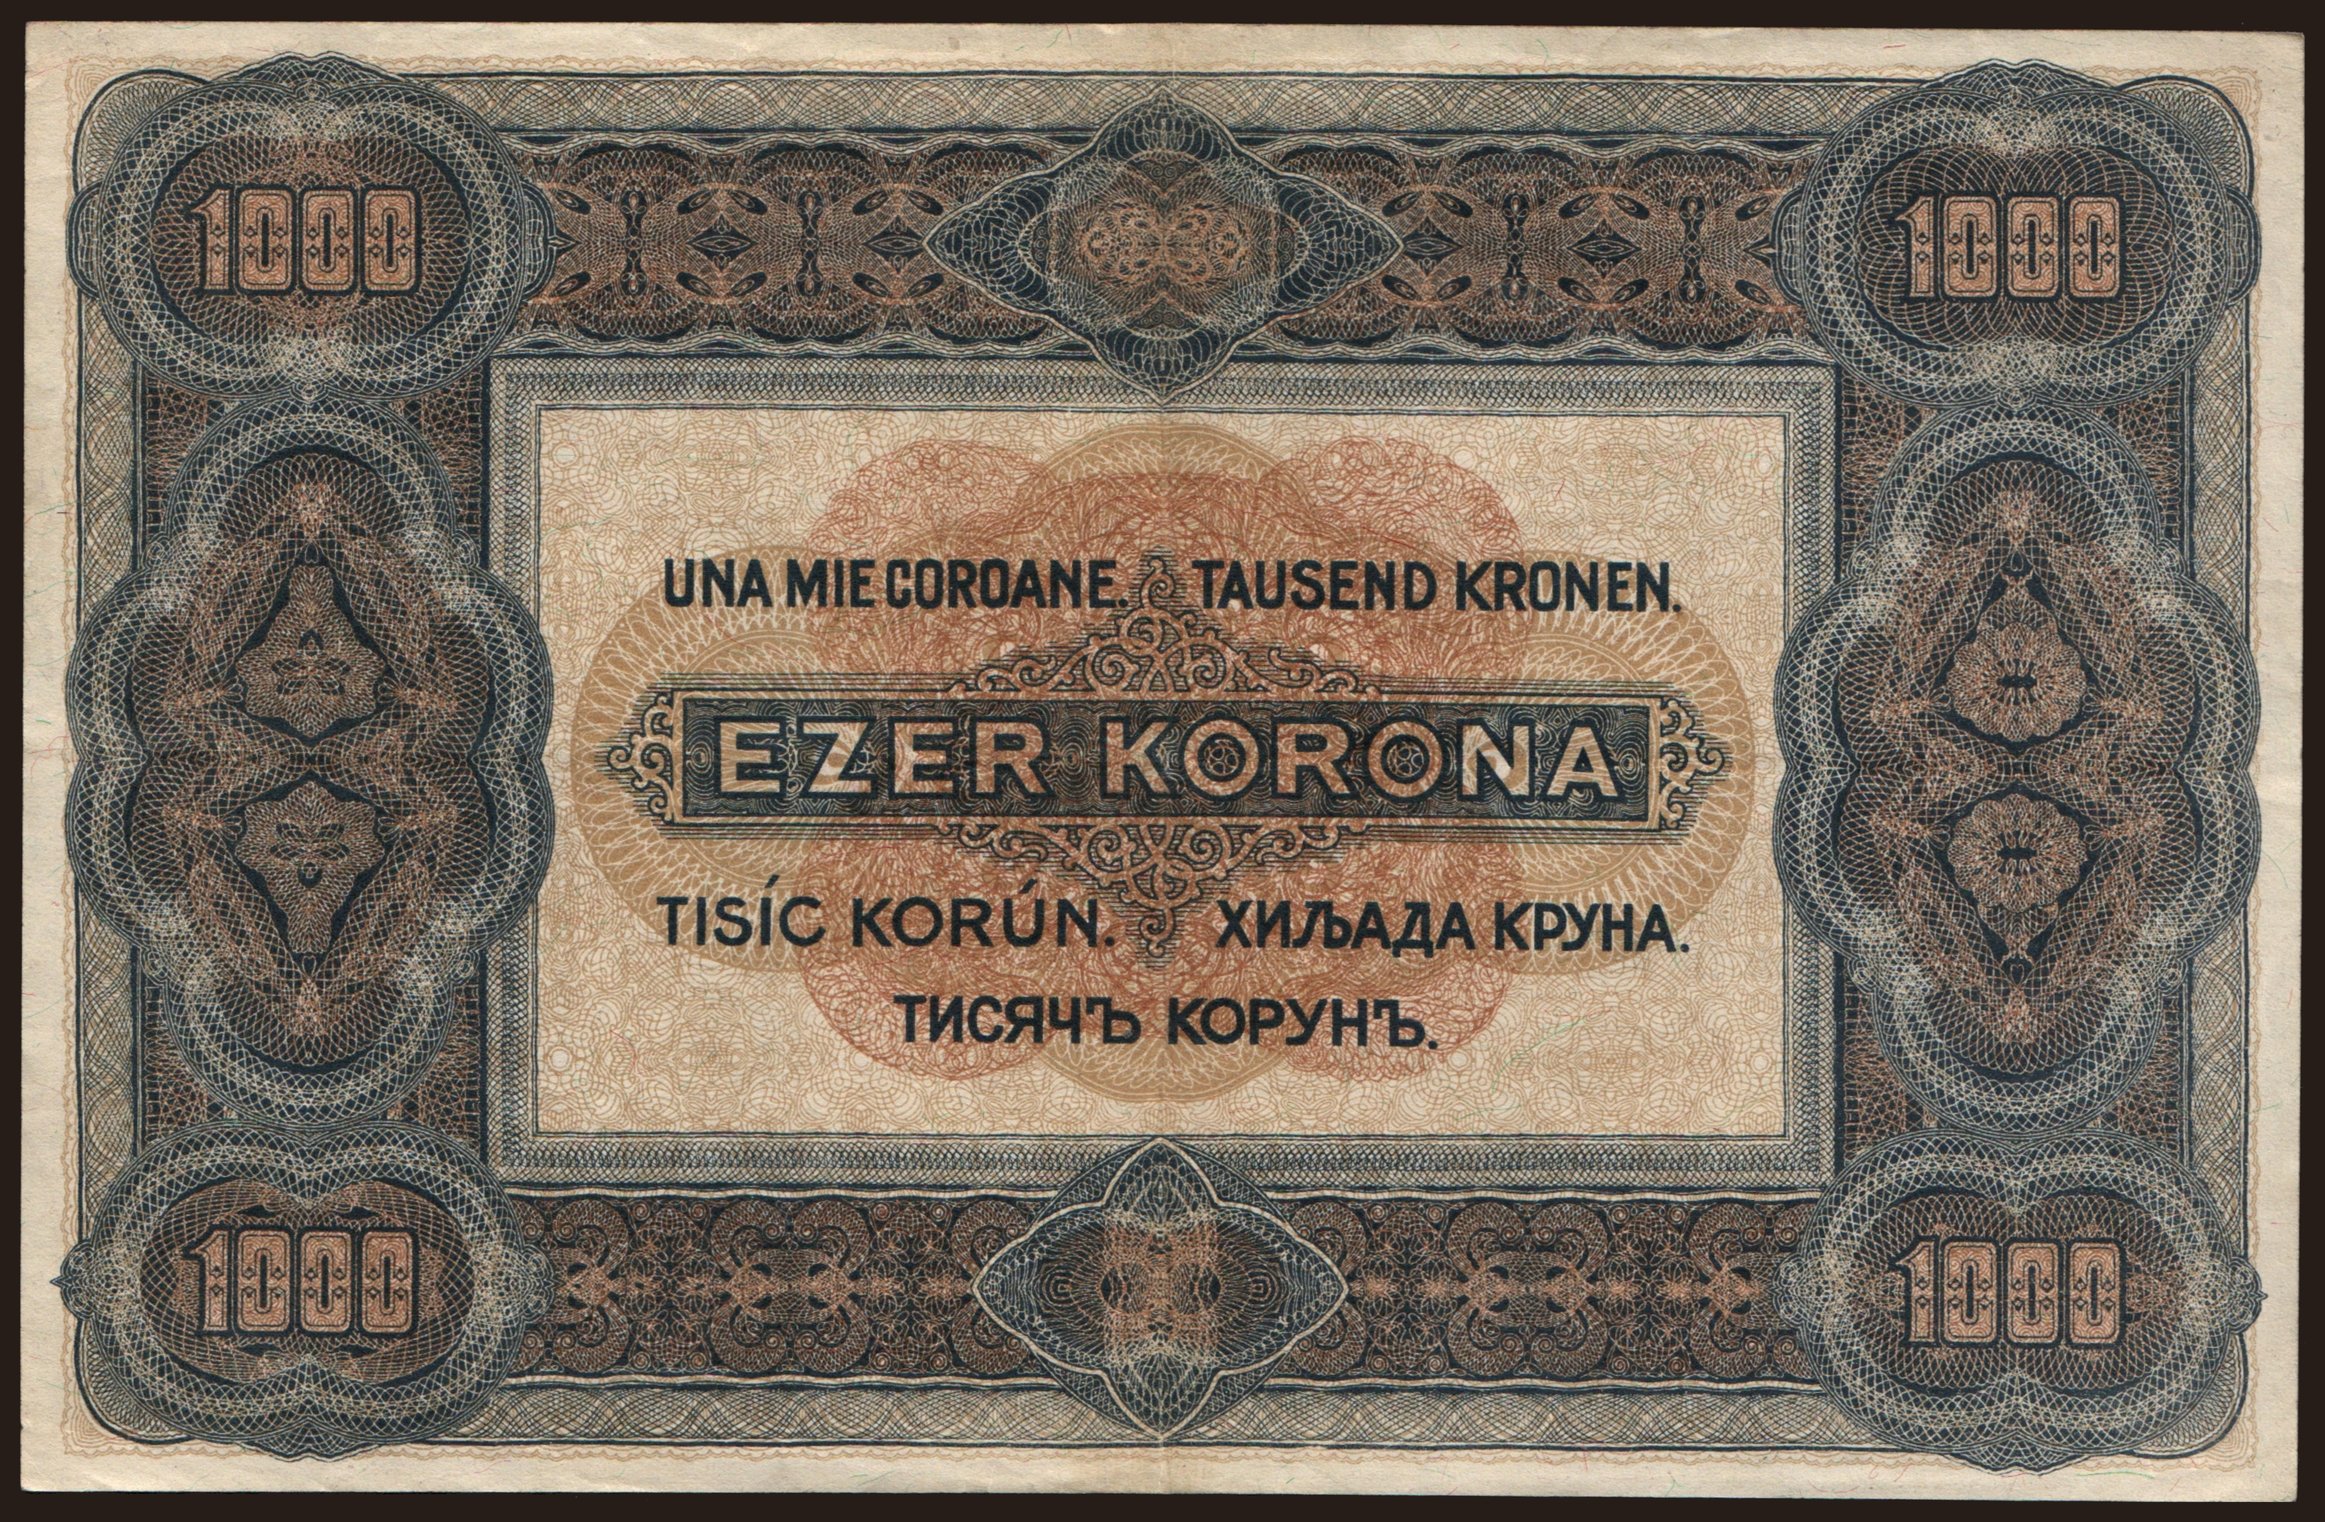 1000 1000
UNA MIE COROANE. TAUSEND KRONEN.
EZER KORONA
TISÍC KORÚN. ХИЉАДА КРУНА.
ТИСЯЧЪ КОРУНЪ.
1000 1000